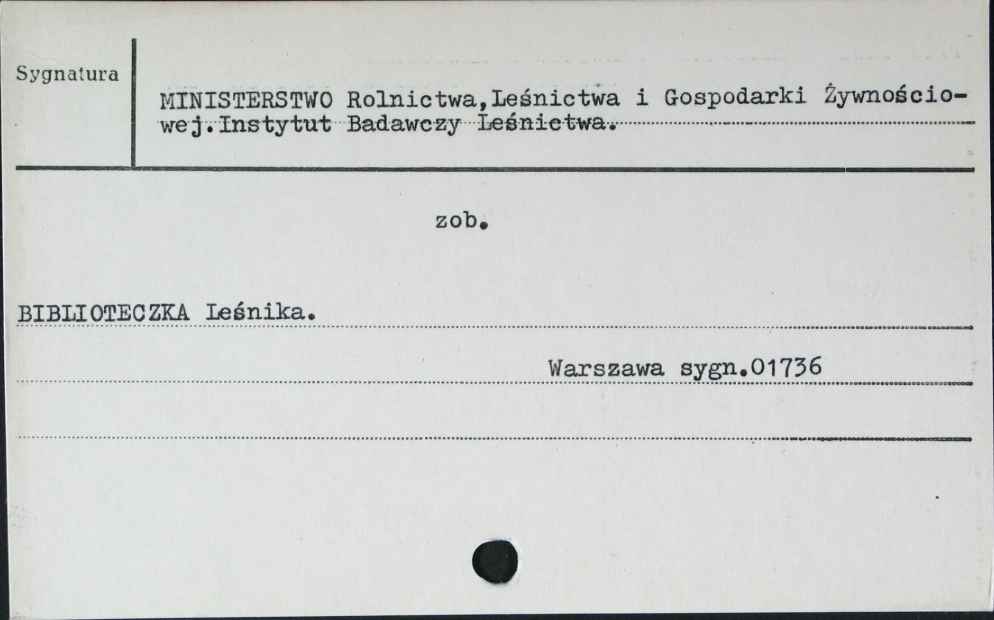 Sygnatura
MINISTERSTWO Rolnictwa,Leśnictwa i Gospodarki Żywnościo-
wej.Instytut Badawczy Leśnictwa.
zob.
BIBLIOTECZKA Leśnika.
Warszawa sygn.01736